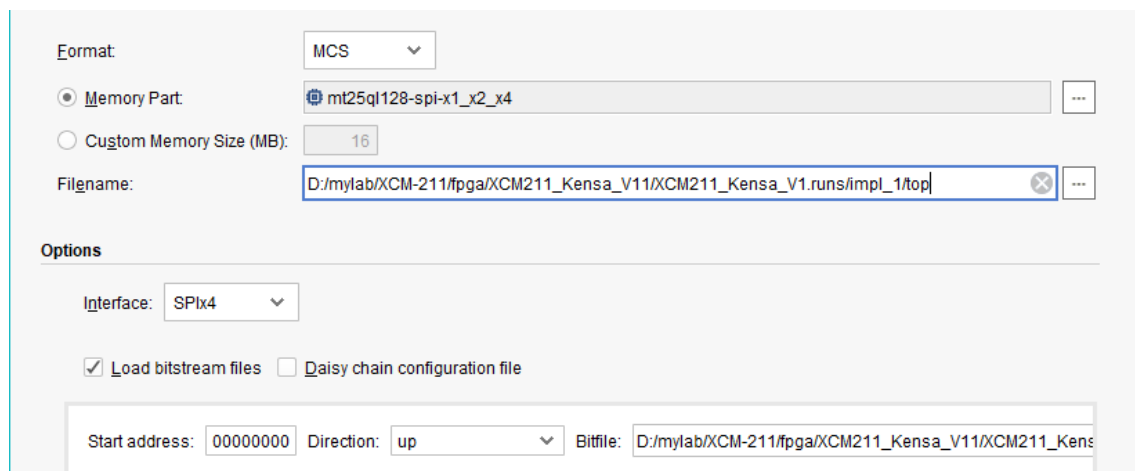 Format: MCS
Memory Part: mt25ql128-spi-x1_x2_x4 ...
Custom Memory Size (MB): 16
Filename: D:/mylab/XCM-211/fpga/XCM211_Kensa_V11/XCM211_Kensa_V1.runs/impl_1/top ...
Options
Interface: SPIx4
Load bitstream files Daisy chain configuration file
Start address: 00000000 Direction: up Bitfile: D:/mylab/XCM-211/fpga/XCM211_Kensa_V11/XCM211_Kens